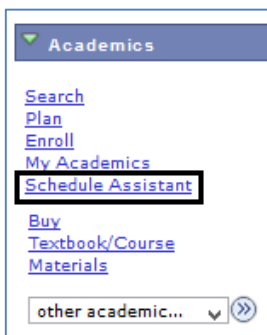 Academics
Search
Plan
Enroll
My Academics
Schedule Assistant
Buy
Textbook/Course
Materials
other academic...